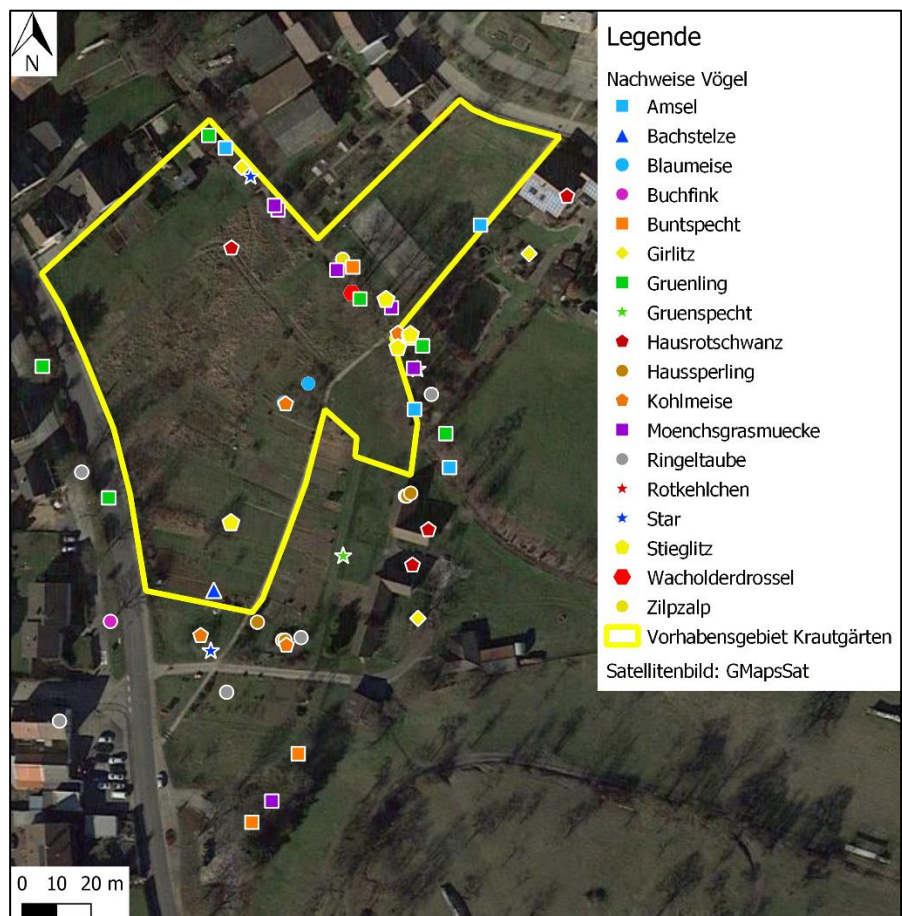 N
Legende
Nachweise Vögel
Amsel
Bachstelze
Blaumeise
Buchfink
Buntspecht
Girlitz
Gruenling
Gruenspecht
Hausrotschwanz
Haussperling
Kohlmeise
Moenchsgrasmuecke
Ringeltaube
Rotkehlchen
Star
Stieglitz
Wacholderdrossel
Zilpzalp
Vorhabensgebiet Krautgärten
Satellitenbild: GMapsSat
0 10 20 m